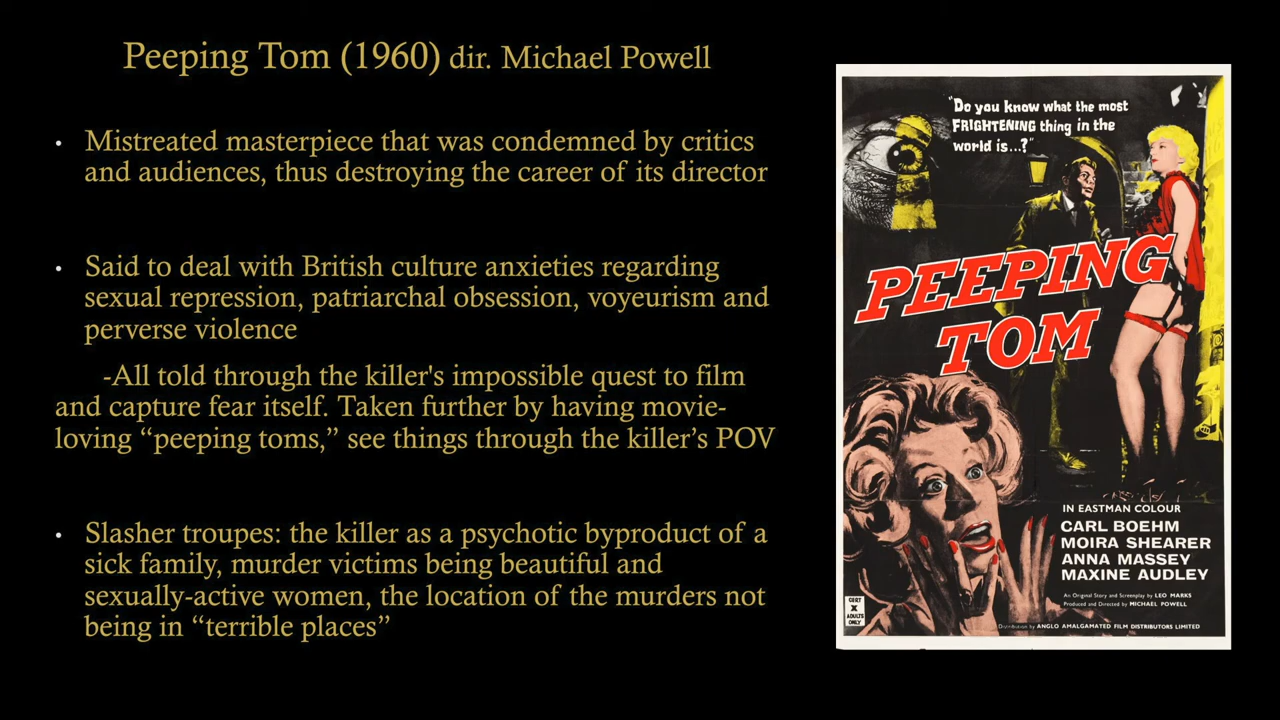 Peeping Tom (1960) dir. Michael Powell
• Mistreated masterpiece that was condemned by critics
and audiences, thus destroying the career of its director
• Said to deal with British culture anxieties regarding
sexual repression, patriarchal obsession, voyeurism and
perverse violence
-All told through the killer's impossible quest to film
and capture fear itself. Taken further by having movie-
loving “peeping toms,” see things through the killer’s POV
• Slasher troupes: the killer as a psychotic byproduct of a
sick family, murder victims being beautiful and
sexually-active women, the location of the murders not
being in “terrible places”
"Do you know what the most
FRIGHTENING thing in the
world is...?"
PEEPING
TOM
IN EASTMAN COLOUR
CARL BOEHM
MOIRA SHEARER
ANNA MASSEY
MAXINE AUDLEY
An Original Story and Screenplay by LEO MARKS
Produced and Directed by MICHAEL POWELL
Distribution by ANGLO AMALGAMATED FILM DISTRIBUTORS LIMITED
CERT
X
ADULTS
ONLY